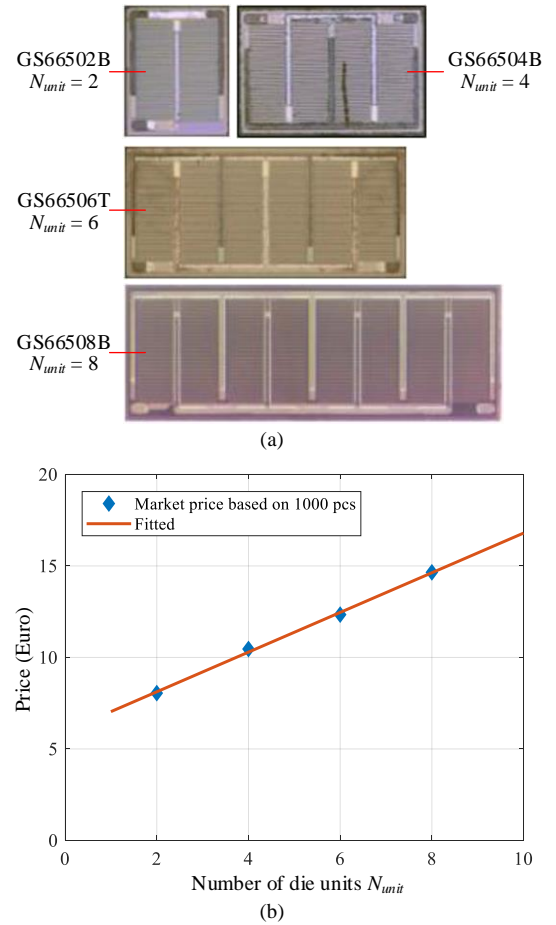 GS66502B
N_unit = 2
GS66504B
N_unit = 4
GS66506T
N_unit = 6
GS66508B
N_unit = 8
(a)
20
15
10
5
0
Price (Euro)
Market price based on 1000 pcs
Fitted
0 2 4 6 8 10
Number of die units N_unit
(b)